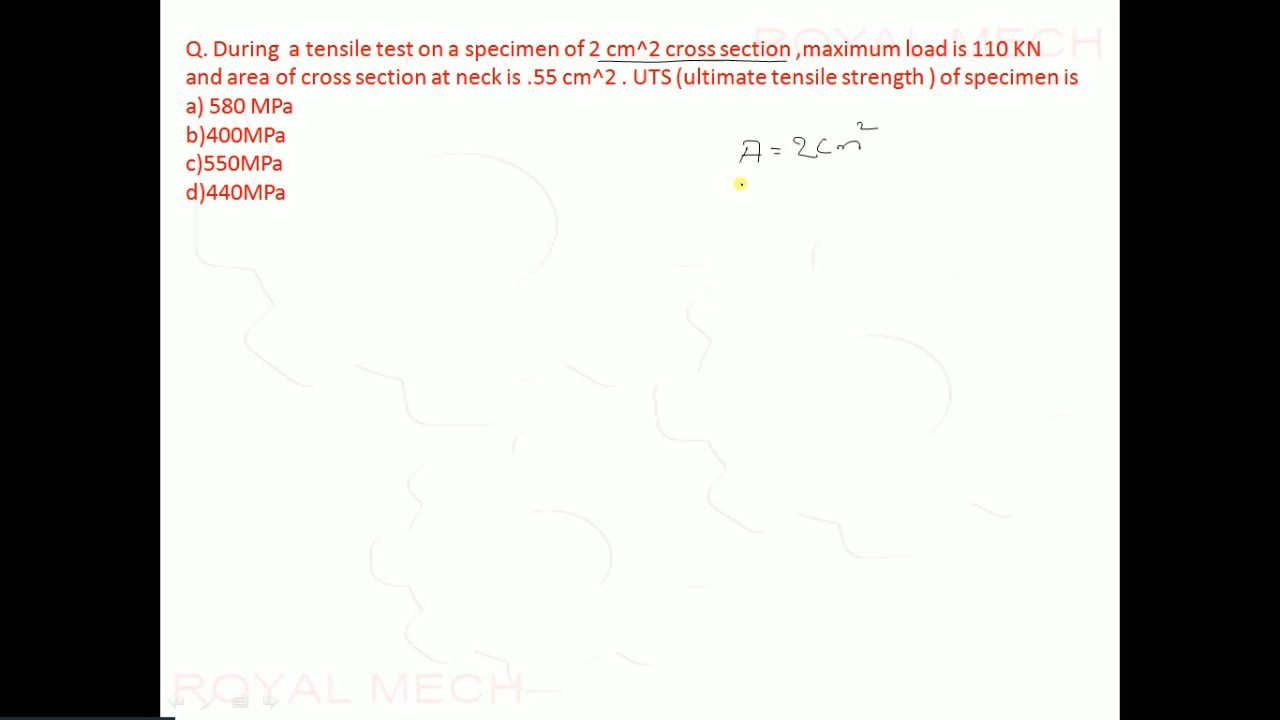 ROYAL MECH
Q. During a tensile test on a specimen of 2 cm^2 cross section ,maximum load is 110 KN
and area of cross section at neck is .55 cm^2 . UTS (ultimate tensile strength ) of specimen is
a) 580 MPa
b)400MPa
c)550MPa
d)440MPa
A = 2cm²
ROYAL MECH